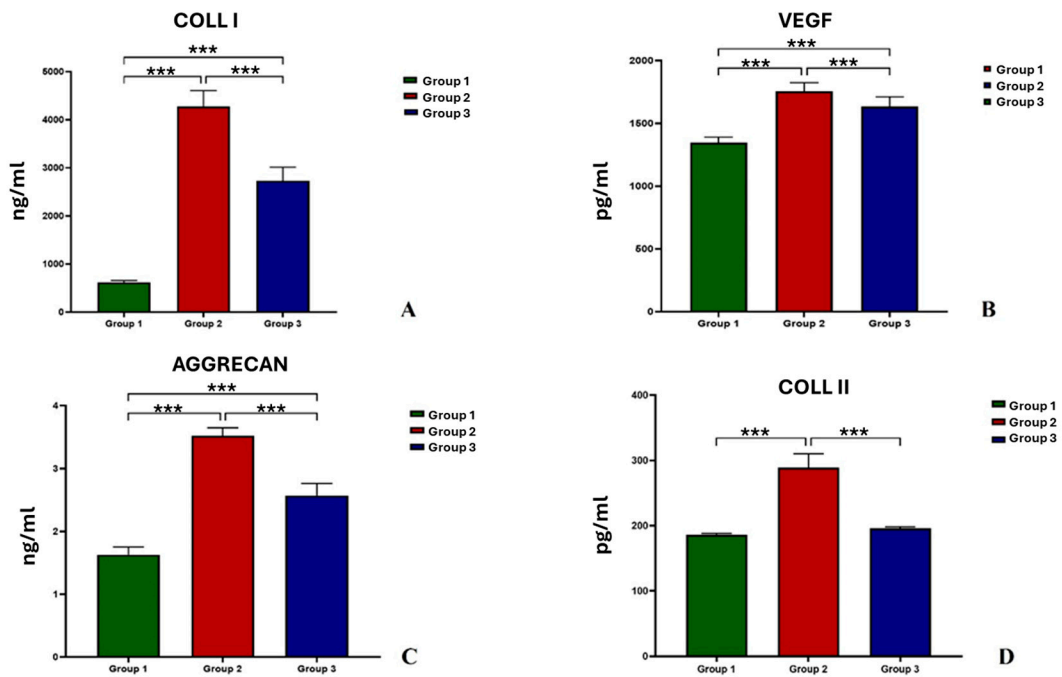 COLL I
***
***
***
5000
4000
3000
2000
1000
0
ng/ml
Group 1
Group 2
Group 3
Group 1
Group 2
Group 3
A
VEGF
***
***
***
2000
1500
1000
500
0
pg/ml
Group 1
Group 2
Group 3
Group 1
Group 2
Group 3
B
AGGRECAN
***
***
***
4
3
2
1
0
ng/ml
Group 1
Group 2
Group 3
Group 1
Group 2
Group 3
C
COLL II
***
***
400
300
200
100
0
pg/ml
Group 1
Group 2
Group 3
Group 1
Group 2
Group 3
D